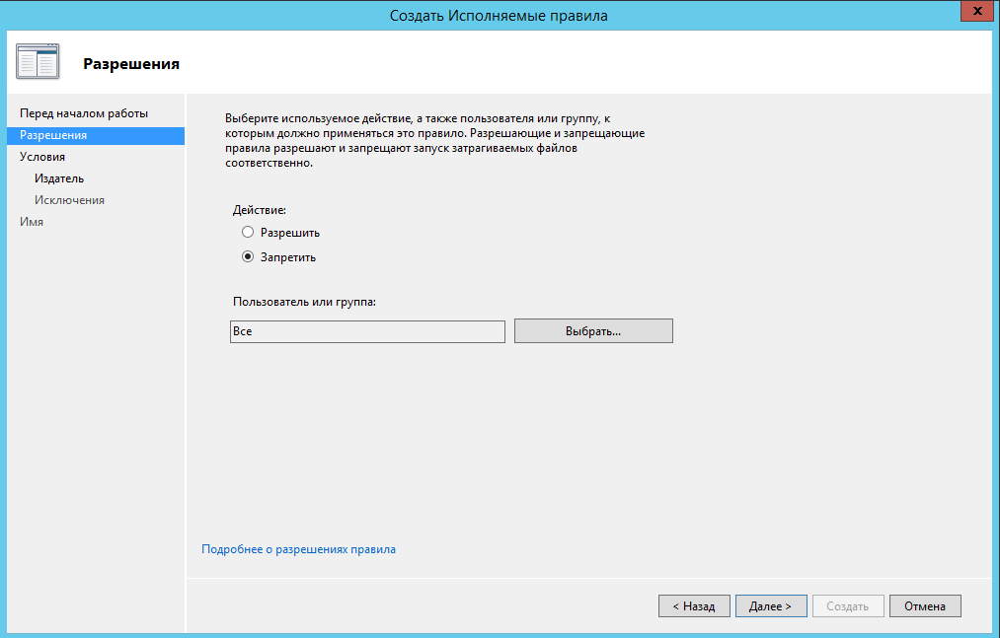 Создать Исполняемые правила
x
Разрешения
Перед началом работы
Разрешения
Условия
Издатель
Исключения
Имя
Выберите используемое действие, а также пользователя или группу, к
которым должно применяться это правило. Разрешающие и запрещающие
правила разрешают и запрещают запуск затрагиваемых файлов
соответственно.
Действие:
Разрешить
Запретить
Пользователь или группа:
Все
Выбрать...
Подробнее о разрешениях правила
< Назад
Далее >
Создать
Отмена